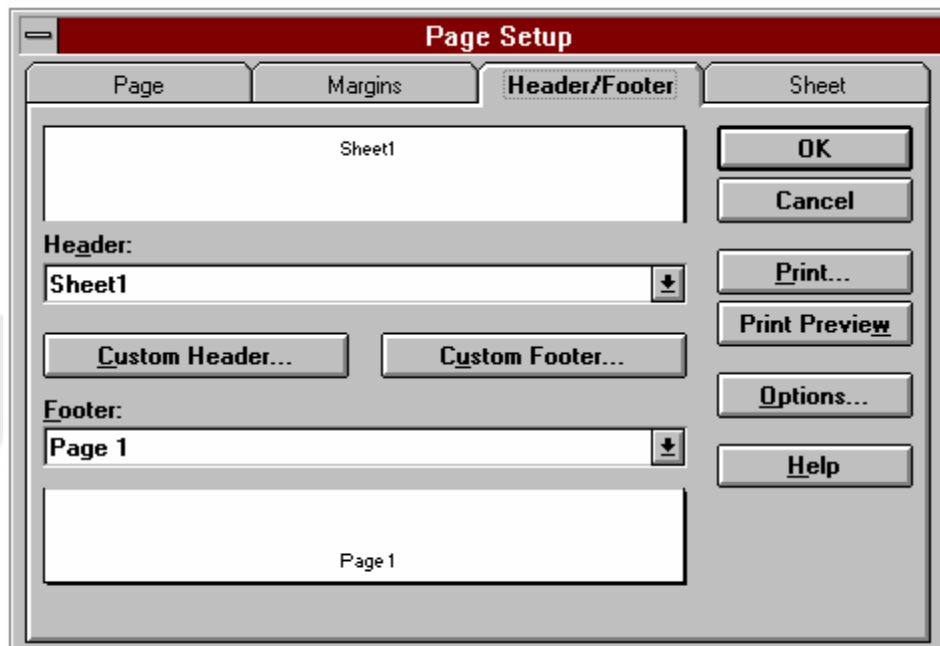 Page Setup
Page Margins Header/Footer Sheet
Sheet1
OK
Cancel
Header:
Sheet1
Print...
Print Preview
Custom Header... Custom Footer...
Options...
Footer:
Page 1
Help
Page 1